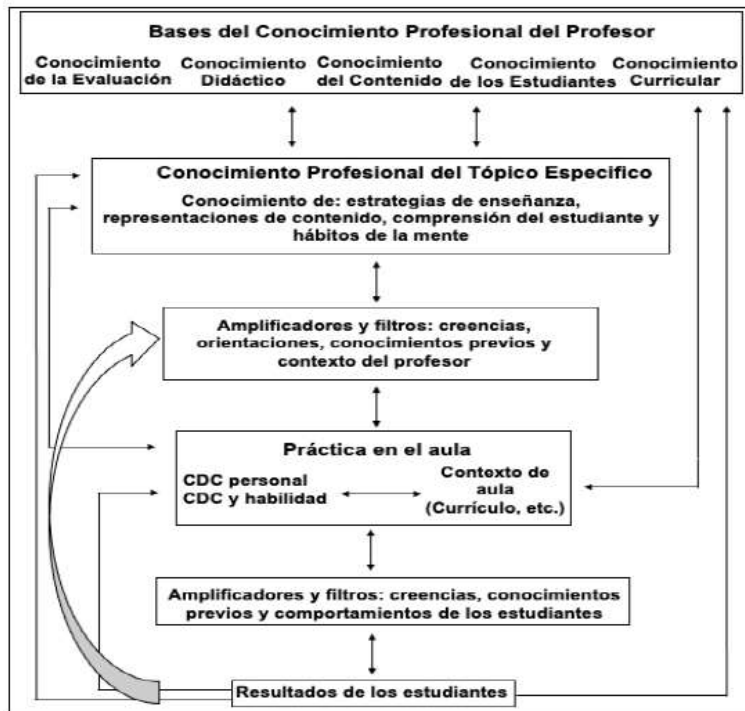 Bases del Conocimiento Profesional del Profesor
Conocimiento de la Evaluación
Conocimiento Didáctico
Conocimiento del Contenido
Conocimiento de los Estudiantes
Conocimiento Curricular
Conocimiento Profesional del Tópico Especifico
Conocimiento de: estrategias de enseñanza,
representaciones de contenido, comprensión del estudiante y
hábitos de la mente
Amplificadores y filtros: creencias,
orientaciones, conocimientos previos y
contexto del profesor
Práctica en el aula
CDC personal
CDC y habilidad
Contexto de
aula
(Currículo, etc.)
Amplificadores y filtros: creencias, conocimientos
previos y comportamientos de los estudiantes
Resultados de los estudiantes